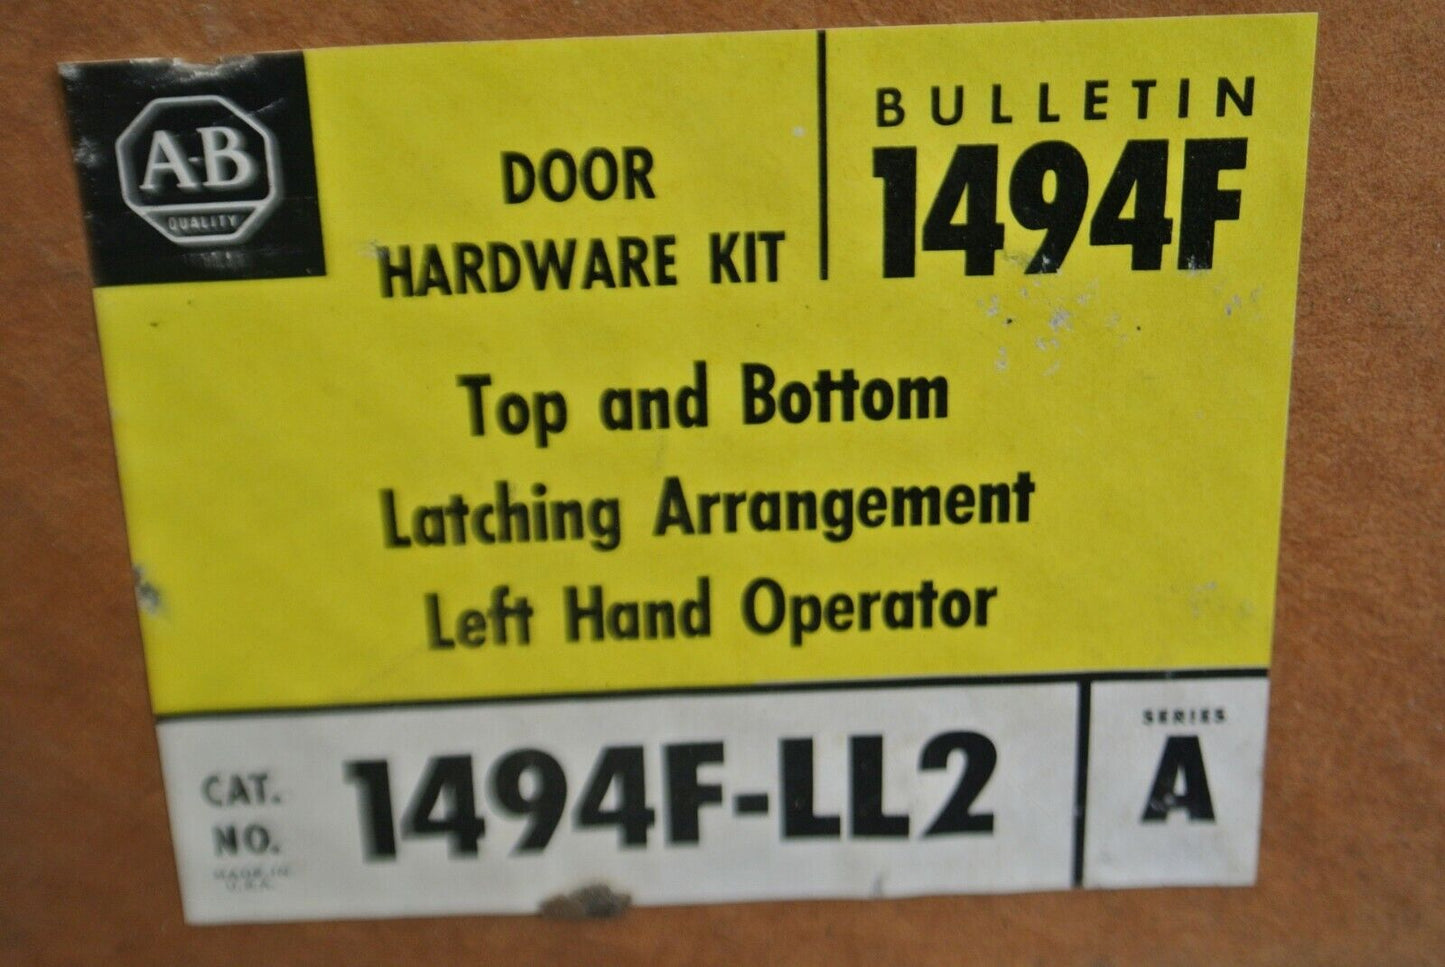 A-B
QUALITY
DOOR
HARDWARE KIT
BULLETIN
1494F
Top and Bottom
Latching Arrangement
Left Hand Operator
CAT.
NO.
MADE IN
U.S.A.
1494F-LL2
SERIES
A